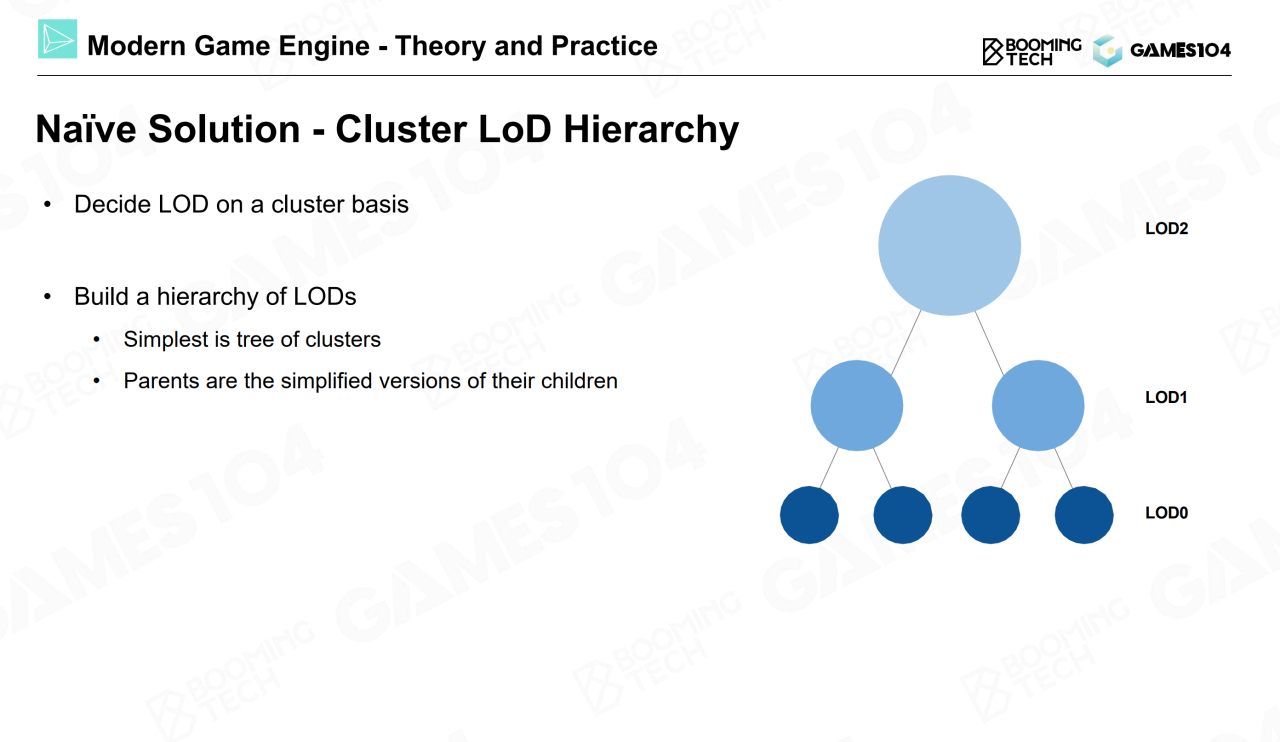 Modern Game Engine - Theory and Practice
BOOMING
TECH
GAMES104
Naïve Solution - Cluster LoD Hierarchy
• Decide LOD on a cluster basis
• Build a hierarchy of LODs
• Simplest is tree of clusters
• Parents are the simplified versions of their children
LOD2
LOD1
LOD0